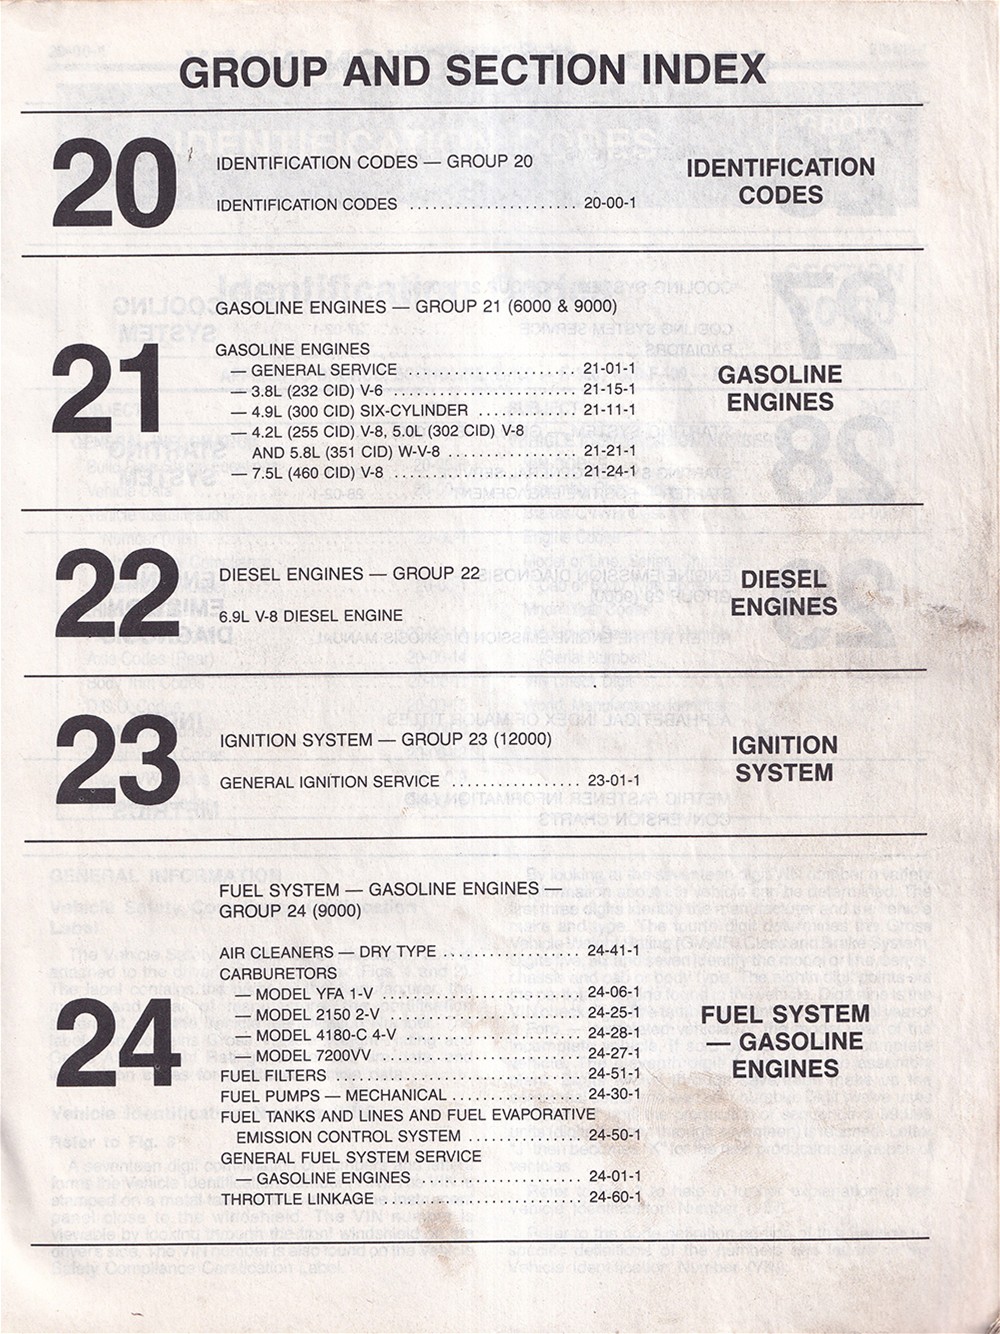 GROUP AND SECTION INDEX
20
IDENTIFICATION CODES — GROUP 20
IDENTIFICATION CODES ..................... 20-00-1
IDENTIFICATION
CODES
21
GASOLINE ENGINES — GROUP 21 (6000 & 9000)
GASOLINE ENGINES
— GENERAL SERVICE ...................... 21-01-1
— 3.8L (232 CID) V-6 ....................... 21-15-1
— 4.9L (300 CID) SIX-CYLINDER ............ 21-11-1
— 4.2L (255 CID) V-8, 5.0L (302 CID) V-8
AND 5.8L (351 CID) W-V-8 ................ 21-21-1
— 7.5L (460 CID) V-8 ....................... 21-24-1
GASOLINE
ENGINES
22
DIESEL ENGINES — GROUP 22
6.9L V-8 DIESEL ENGINE
DIESEL
ENGINES
23
IGNITION SYSTEM — GROUP 23 (12000)
GENERAL IGNITION SERVICE ................ 23-01-1
IGNITION
SYSTEM
24
FUEL SYSTEM — GASOLINE ENGINES —
GROUP 24 (9000)
AIR CLEANERS — DRY TYPE .................. 24-41-1
CARBURETORS
— MODEL YFA 1-V ......................... 24-06-1
— MODEL 2150 2-V ......................... 24-25-1
— MODEL 4180-C 4-V ...................... 24-28-1
— MODEL 7200VV .......................... 24-27-1
FUEL FILTERS ............................... 24-51-1
FUEL PUMPS — MECHANICAL ................. 24-30-1
FUEL TANKS AND LINES AND FUEL EVAPORATIVE
EMISSION CONTROL SYSTEM .............. 24-50-1
GENERAL FUEL SYSTEM SERVICE
— GASOLINE ENGINES ..................... 24-01-1
THROTTLE LINKAGE ......................... 24-60-1
FUEL SYSTEM
— GASOLINE
ENGINES